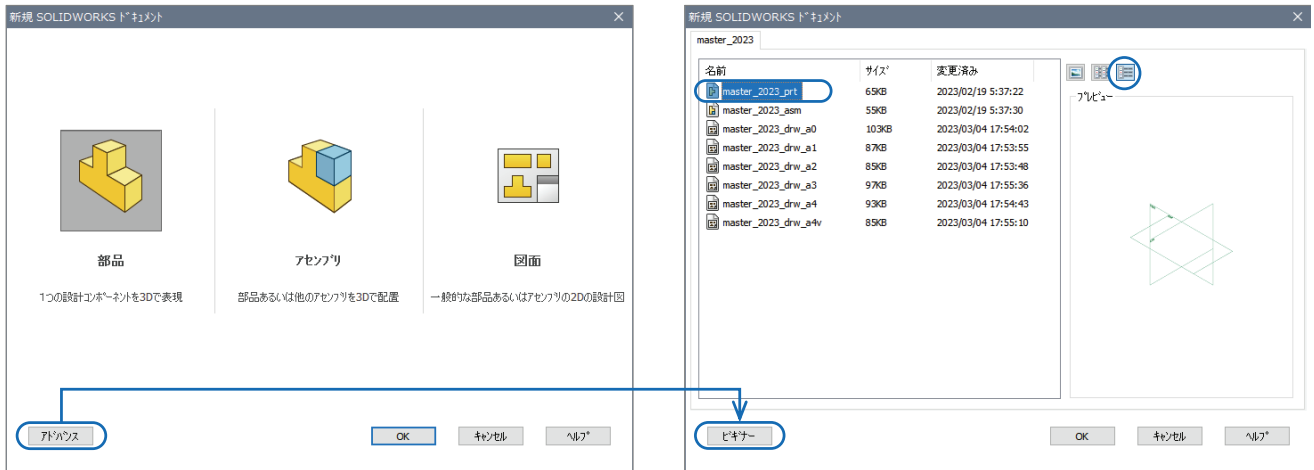 新規 SOLIDWORKS ドキュメント
部品
1つの設計コンポーネントを3Dで表現
アセンブリ
部品あるいは他のアセンブリを3Dで配置
図面
一般的な部品あるいはアセンブリの2Dの設計図
アドバンス
OK
キャンセル
ヘルプ
新規 SOLIDWORKS ドキュメント
master_2023
名前 サイズ 変更済み
master_2023_prt 65KB 2023/02/19 5:37:22
master_2023_asm 55KB 2023/02/19 5:37:30
master_2023_drw_a0 103KB 2023/03/04 17:54:02
master_2023_drw_a1 87KB 2023/03/04 17:53:55
master_2023_drw_a2 85KB 2023/03/04 17:53:48
master_2023_drw_a3 97KB 2023/03/04 17:55:36
master_2023_drw_a4 93KB 2023/03/04 17:54:43
master_2023_drw_a4v 85KB 2023/03/04 17:55:10
プレビュー
ビギナー
OK
キャンセル
ヘルプ